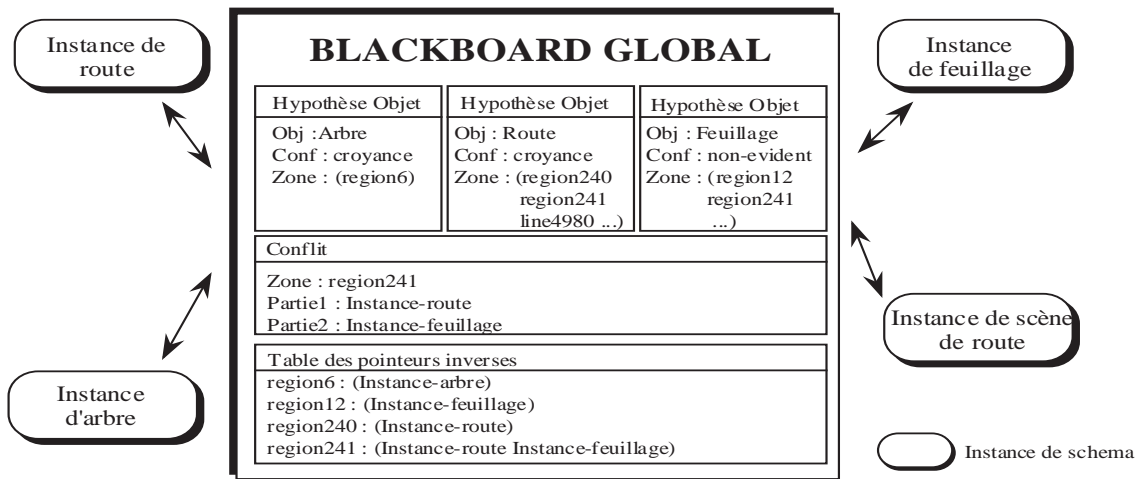 Instance de
route
BLACKBOARD GLOBAL
Instance
de feuillage
Hypothèse Objet
Obj :Arbre
Conf : croyance
Zone : (region6)
Hypothèse Objet
Obj : Route
Conf : croyance
Zone : (region240
region241
line4980 ...)
Hypothèse Objet
Obj : Feuillage
Conf : non-evident
Zone : (region12
region241
...)
Conflit
Zone : region241
Partie1 : Instance-route
Partie2 : Instance-feuillage
Instance de scène
de route
Table des pointeurs inverses
region6 : (Instance-arbre)
region12 : (Instance-feuillage)
region240 : (Instance-route)
region241 : (Instance-route Instance-feuillage)
Instance
d'arbre
Instance de schema